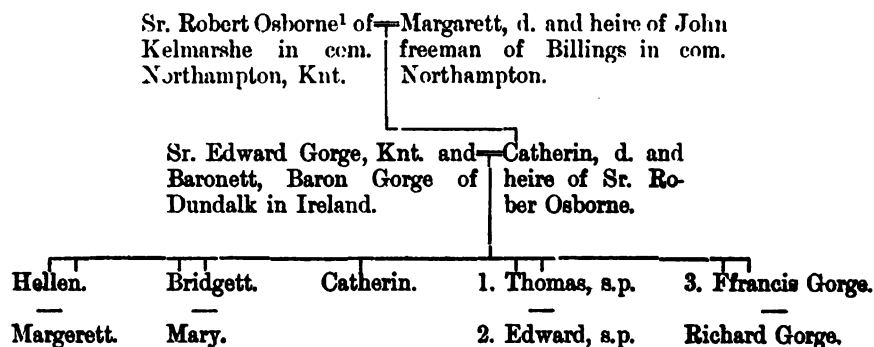 Sr. Robert Osborne¹ of
Kelmarshe in com.
Northampton, Knt.
Margarett, d. and heire of John
freeman of Billings in com.
Northampton.
Sr. Edward Gorge, Knt. and
Baronett, Baron Gorge of
Dundalk in Ireland.
Catherin, d. and
heire of Sr. Ro-
ber Osborne.
Hellen.
Margerett.
Bridgett.
Mary.
Catherin.
1. Thomas, s.p.
2. Edward, s.p.
3. Ffrancis Gorge.
Richard Gorge.